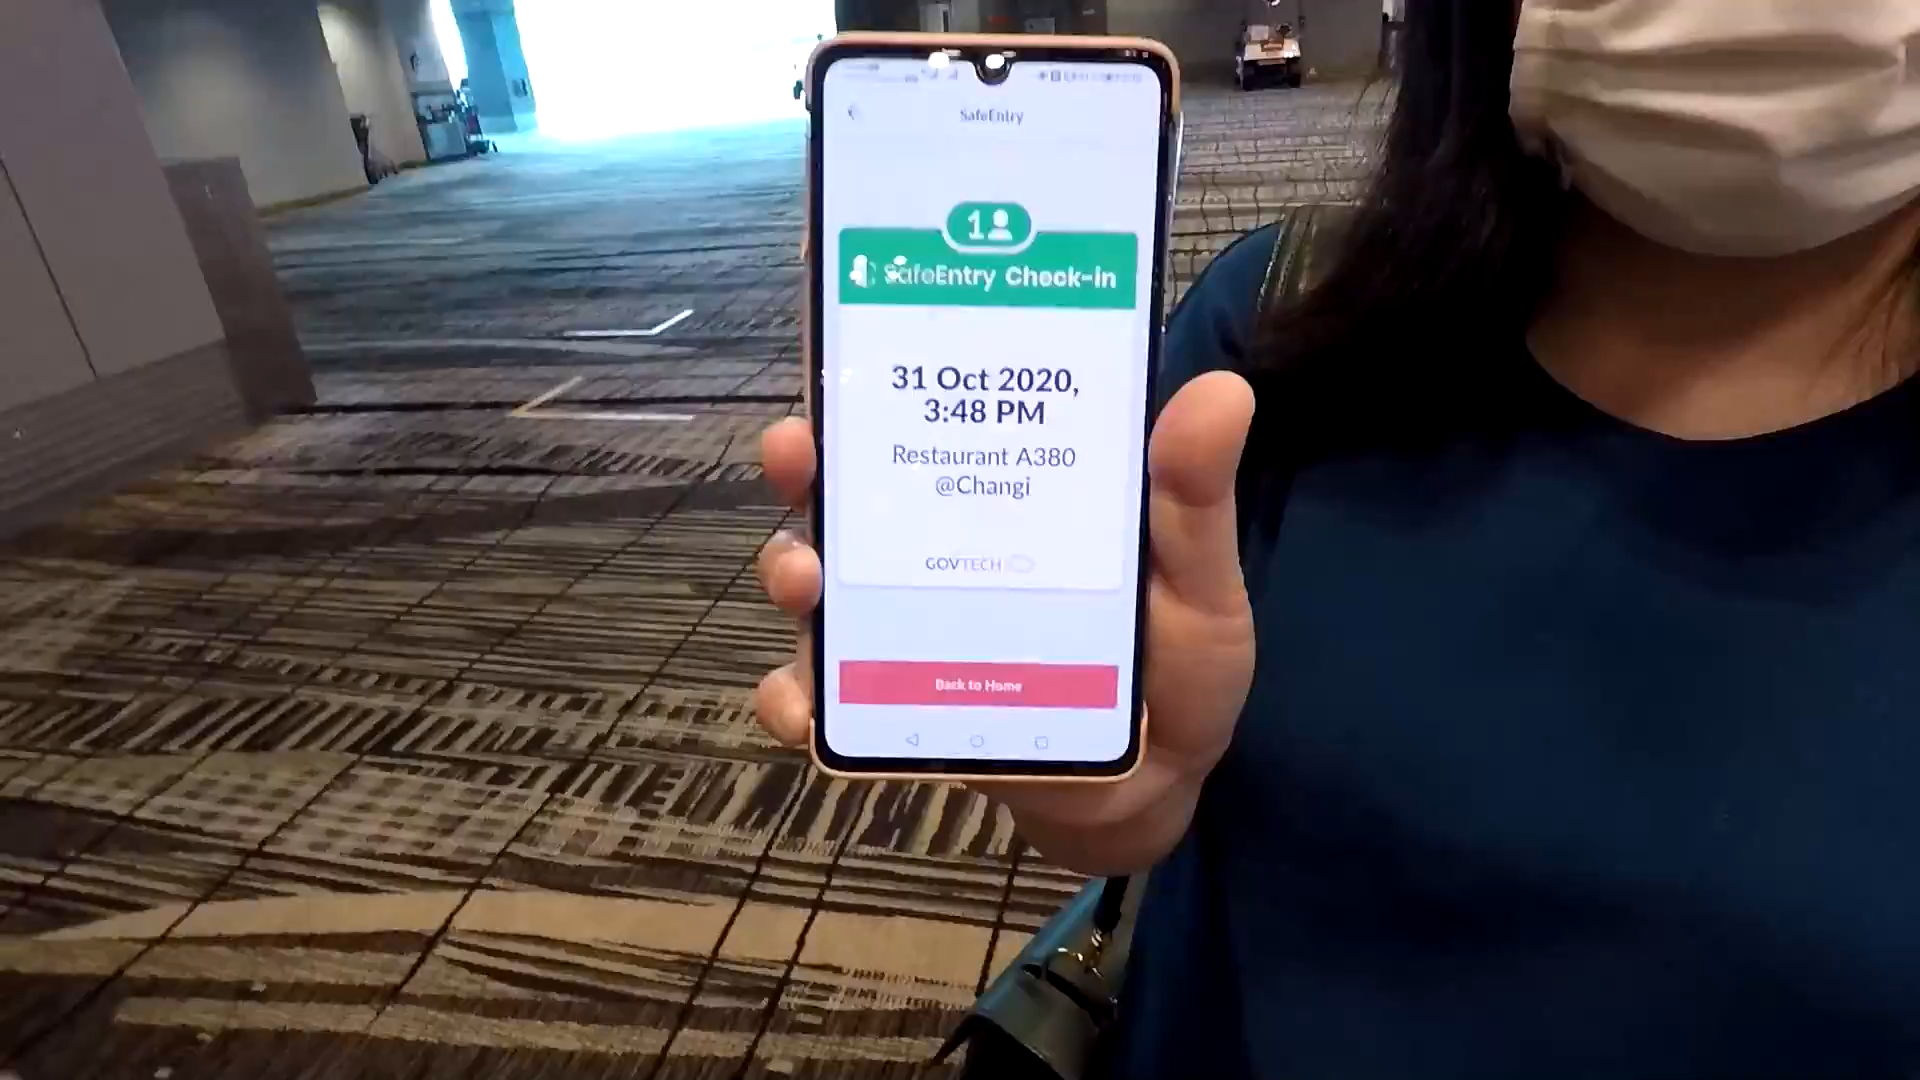 SafeEntry
1
SafeEntry Check-in
31 Oct 2020,
3:48 PM
Restaurant A380
@Changi
GOVTECH
Back to Home